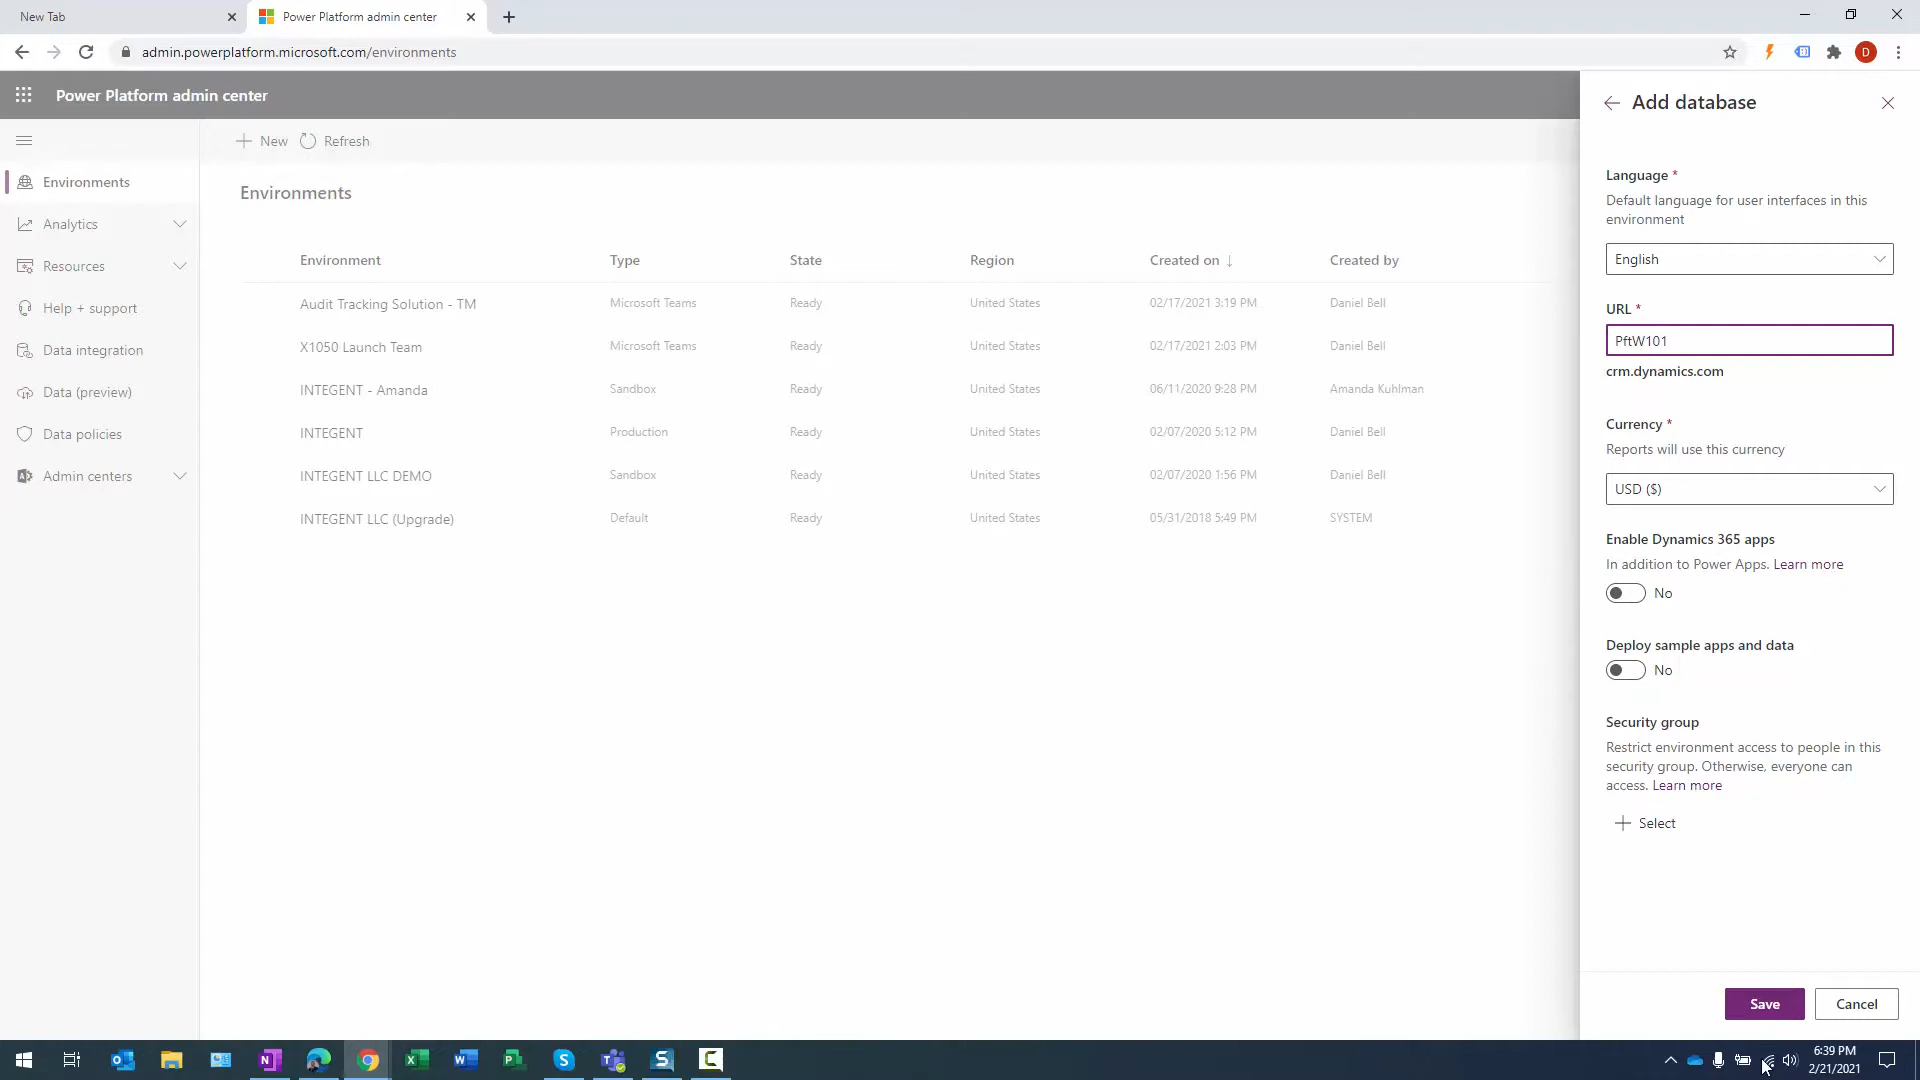 New Tab
Power Platform admin center
admin.powerplatform.microsoft.com/environments
D
Power Platform admin center
New
Refresh
Environments
Analytics
Resources
Help + support
Data integration
Data (preview)
Data policies
Admin centers
Environments
Environment Type State Region Created on ↓ Created by
Audit Tracking Solution - TM Microsoft Teams Ready United States 02/17/2021 3:19 PM Daniel Bell
X1050 Launch Team Microsoft Teams Ready United States 02/17/2021 2:03 PM Daniel Bell
INTEGENT - Amanda Sandbox Ready United States 06/11/2020 9:28 PM Amanda Kuhlman
INTEGENT Production Ready United States 02/07/2020 5:12 PM Daniel Bell
INTEGENT LLC DEMO Sandbox Ready United States 02/07/2020 1:56 PM Daniel Bell
INTEGENT LLC (Upgrade) Default Ready United States 05/31/2018 5:49 PM SYSTEM
Add database
Language *
Default language for user interfaces in this
environment
English
URL *
PftW101
crm.dynamics.com
Currency *
Reports will use this currency
USD ($)
Enable Dynamics 365 apps
In addition to Power Apps. Learn more
No
Deploy sample apps and data
No
Security group
Restrict environment access to people in this
security group. Otherwise, everyone can
access. Learn more
Select
Save
Cancel
6:39 PM
2/21/2021